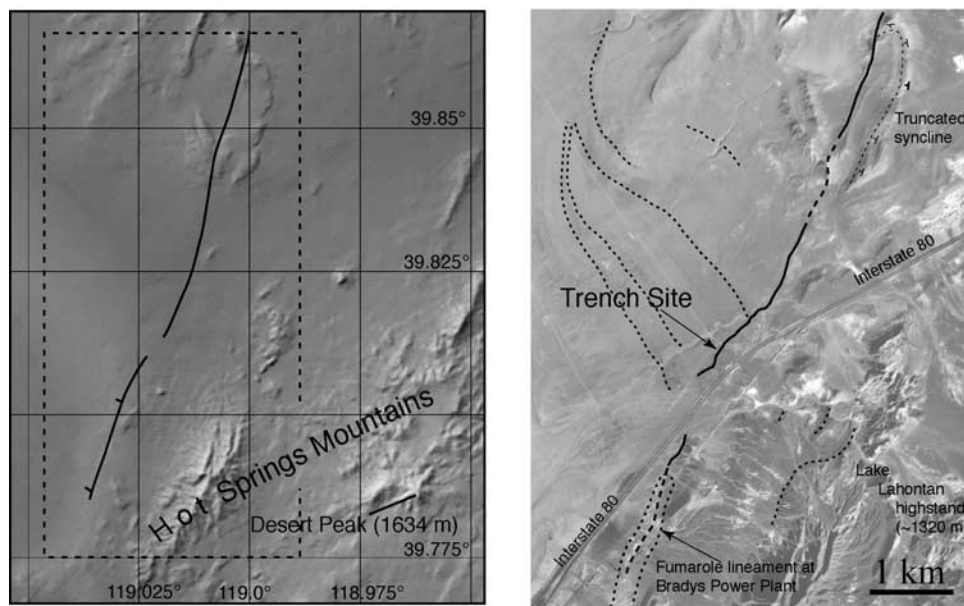 39.85°
39.825°
Hot Springs Mountains
Desert Peak (1634 m)
39.775°
119.025°
119.0°
118.975°
Truncated
syncline
Interstate 80
Trench Site
Lake
Lahontan
highstand
(~1320 m)
Interstate 80
Fumarole lineament at
Bradys Power Plant
1 km